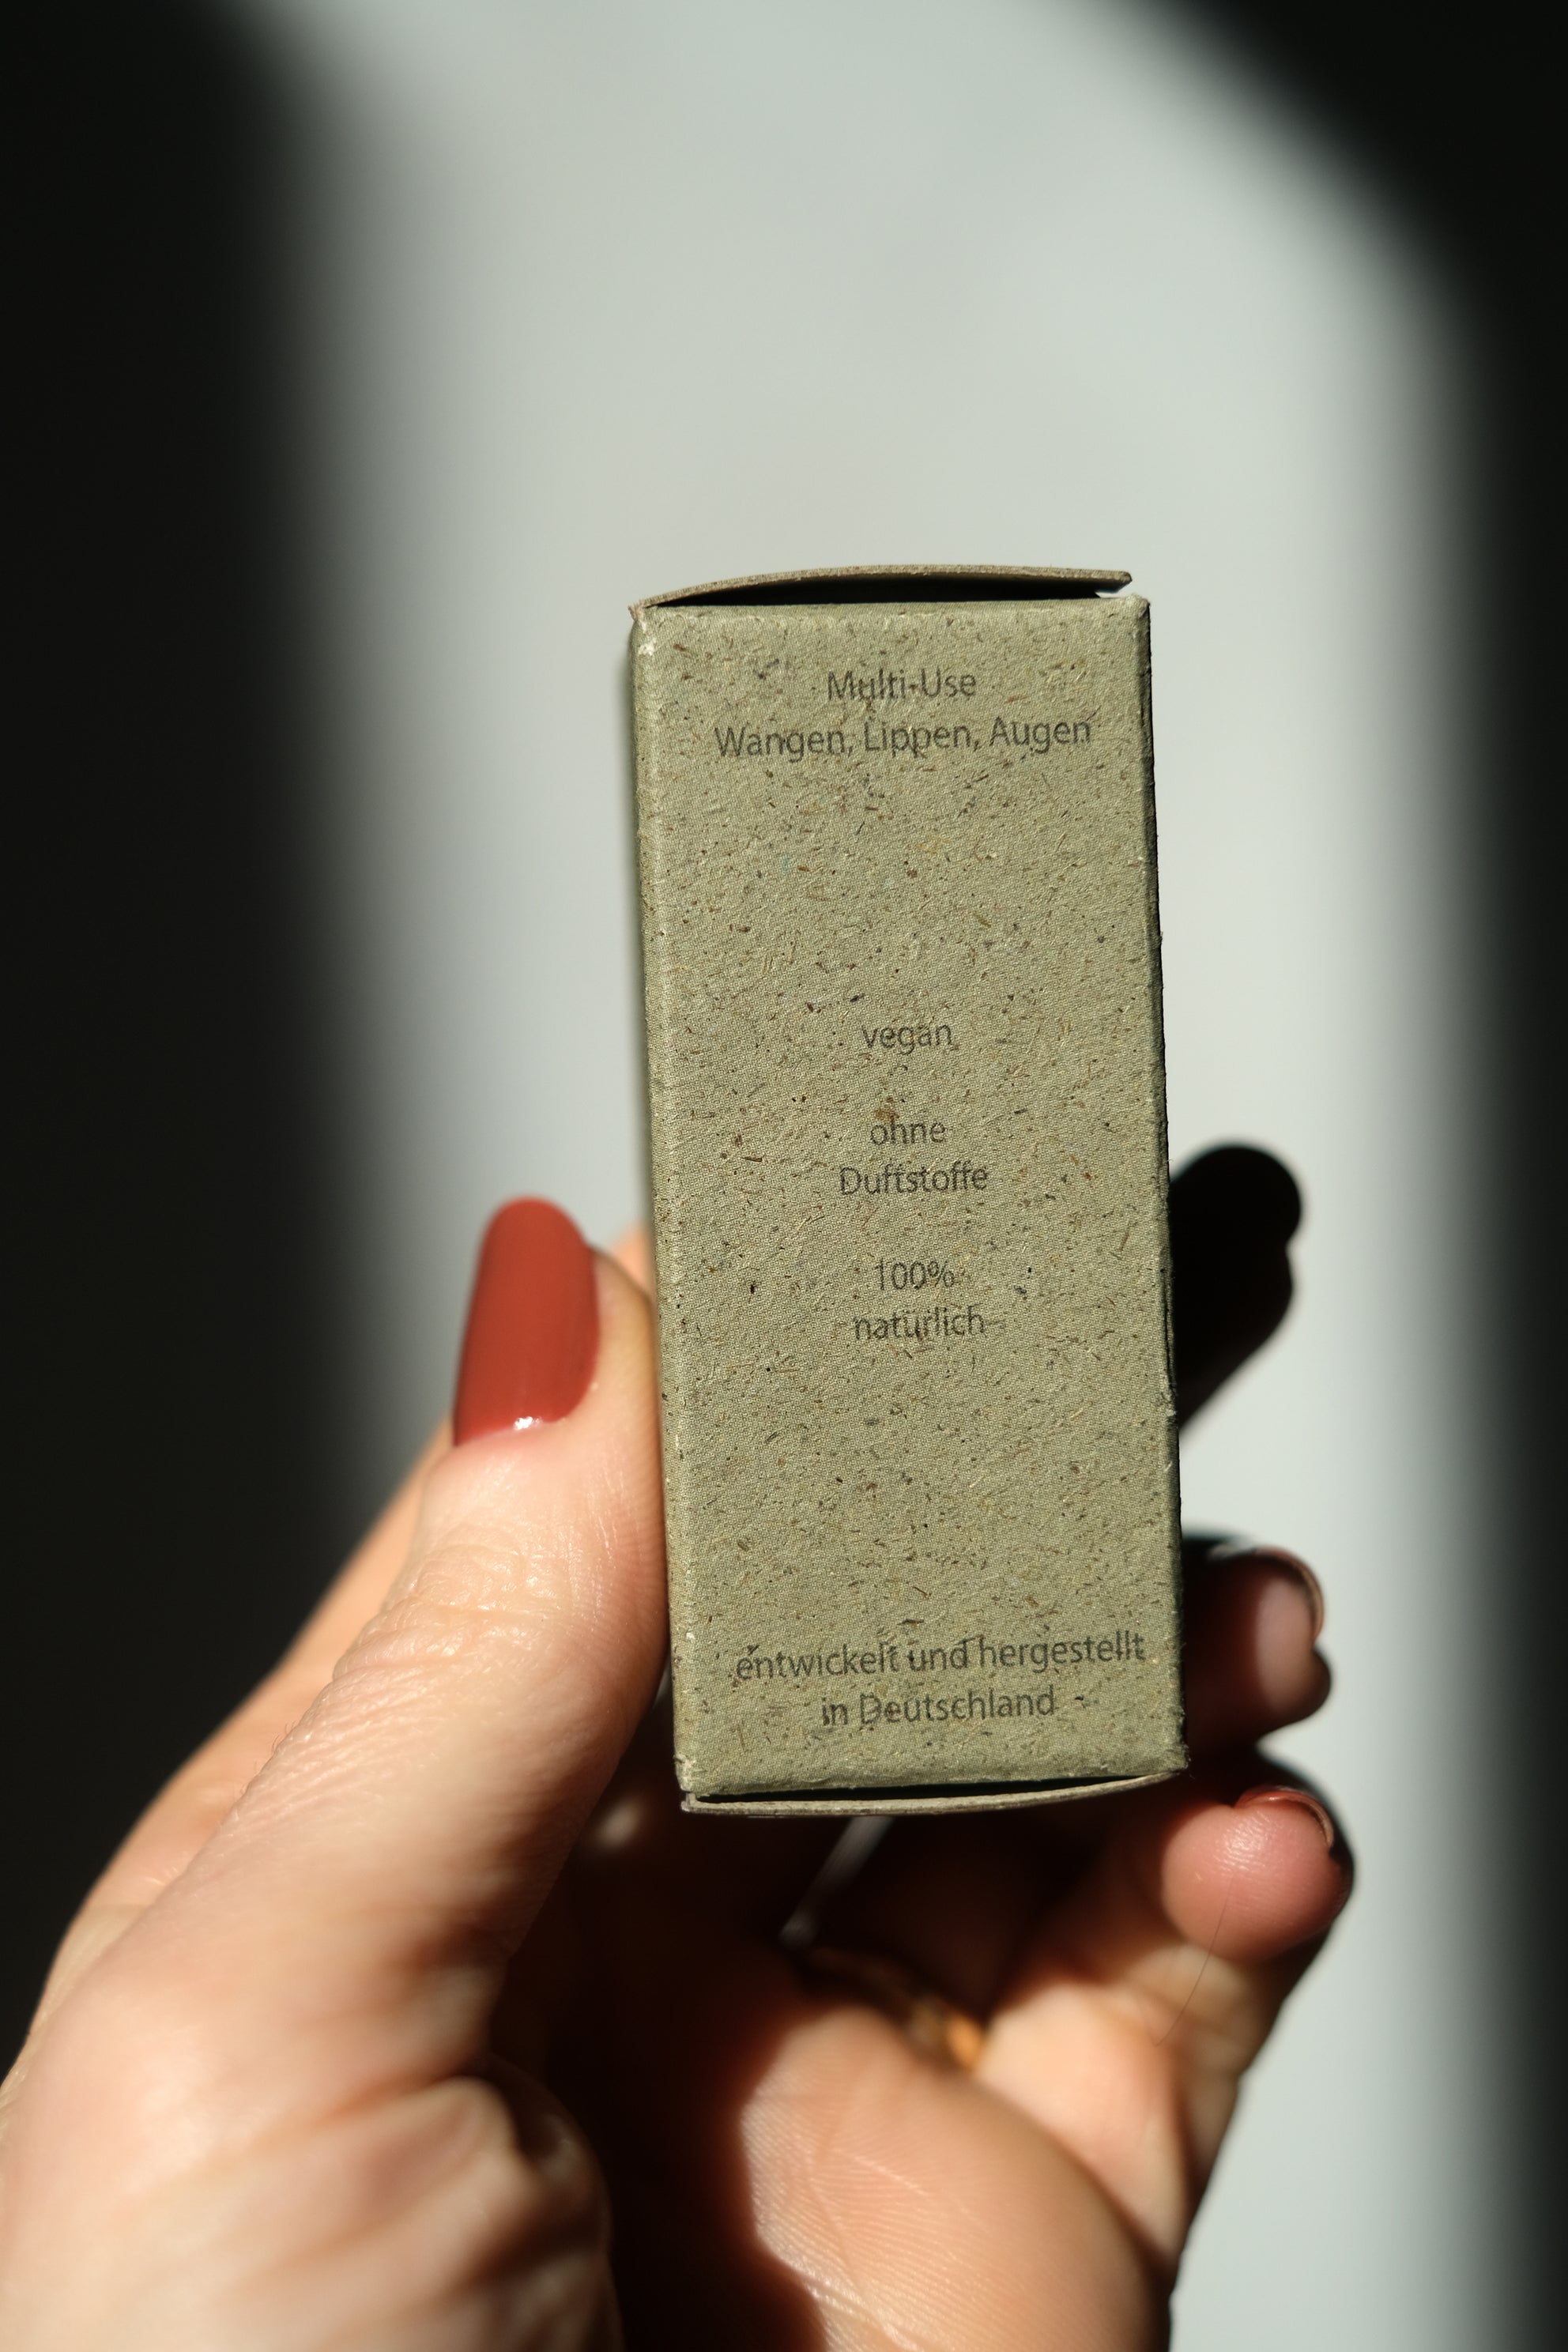 Multi-Use
Wangen, Lippen, Augen
vegan
ohne
Duftstoffe
100%
natürlich
entwickelt und hergestellt
in Deutschland